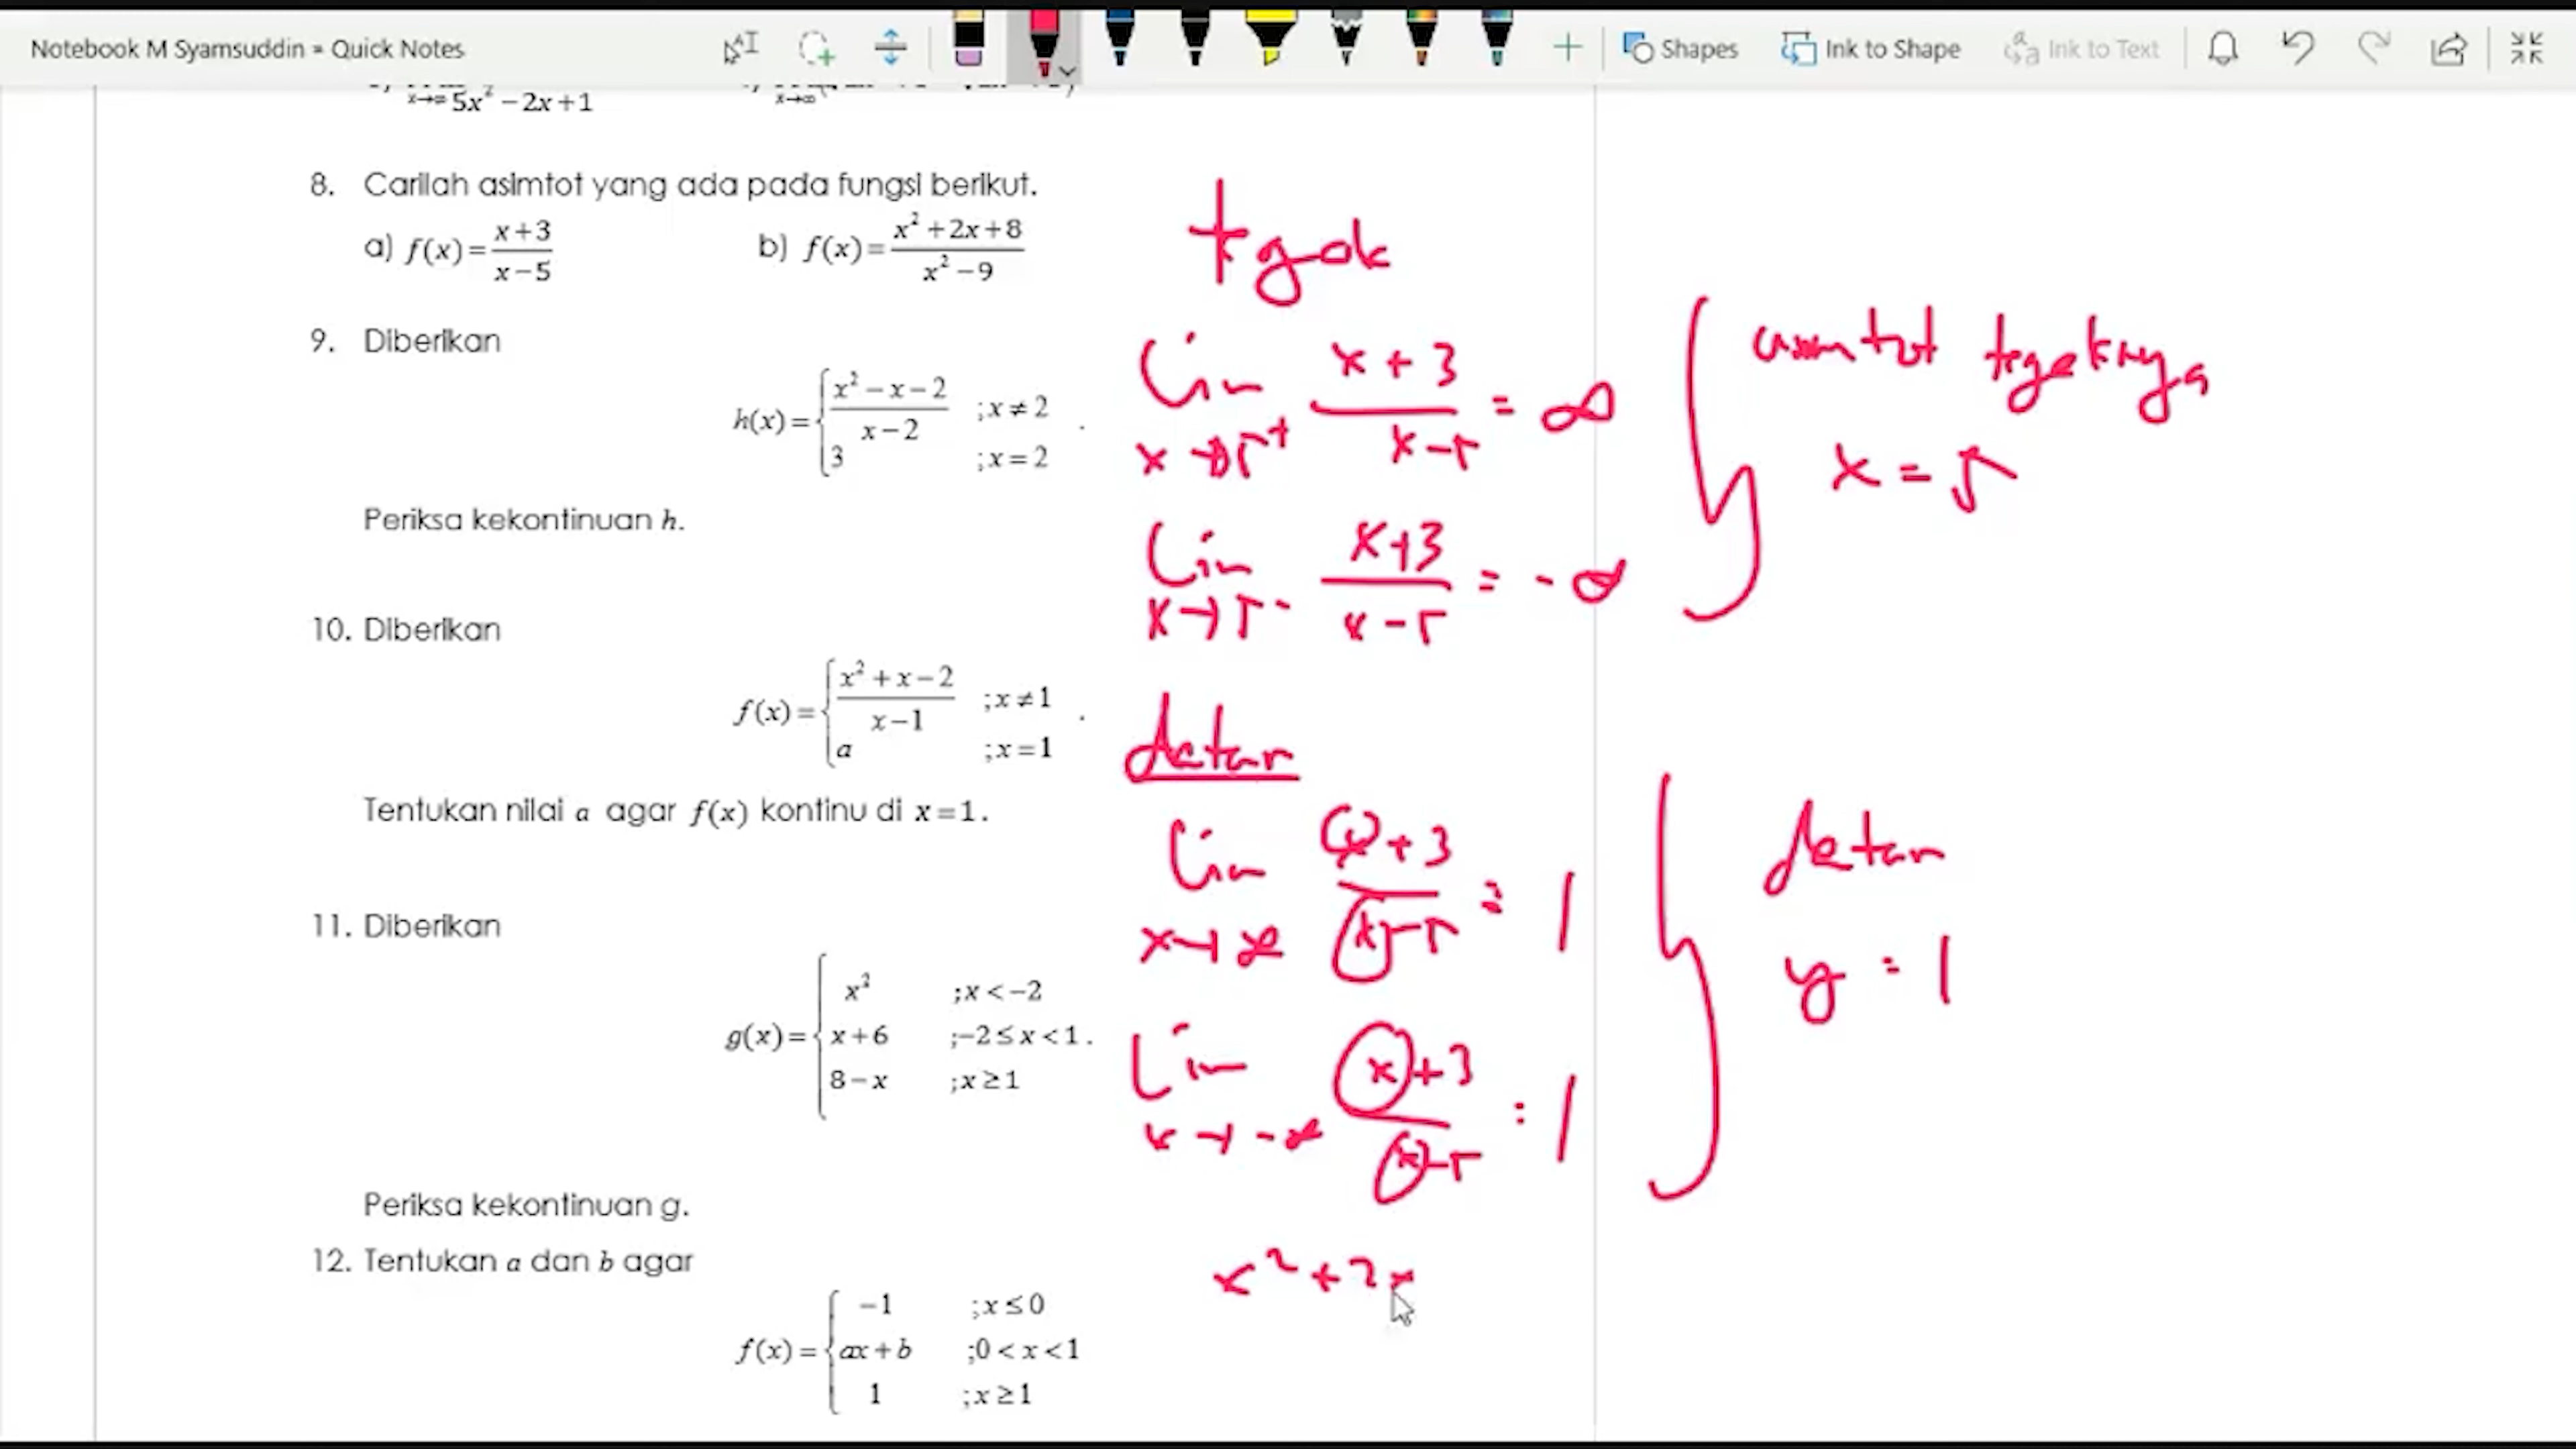 Notebook M Syamsuddin » Quick Notes
Shapes
Ink to Shape
Ink to Text
x→∞ 5x² − 2x + 1
x→∞
8. Carilah asimtot yang ada pada fungsi berikut.
a) f(x) = (x+3)/(x−5)
b) f(x) = (x²+2x+8)/(x²−9)
9. Diberikan
h(x) = { (x²−x−2)/(x−2) ; x≠2
3 ; x=2 .
Periksa kekontinuan h.
10. Diberikan
f(x) = { (x²+x−2)/(x−1) ; x≠1
a ; x=1 .
Tentukan nilai a agar f(x) kontinu di x=1.
11. Diberikan
g(x) = { x² ; x<−2
x+6 ; −2≤x<1 .
8−x ; x≥1
Periksa kekontinuan g.
12. Tentukan a dan b agar
f(x) = { −1 ; x≤0
ax+b ; 0<x<1
1 ; x≥1
tgak
Lim x→5⁺ (x+3)/(x−5) = ∞
Lim x→5⁻ (x+3)/(x−5) = −∞
asmtot tegaknya
x = 5
datar
Lim x→∞ (x+3)/(x−5) = 1
Lim x→−∞ (x+3)/(x−5) = 1
datar
y = 1
x² + 2x